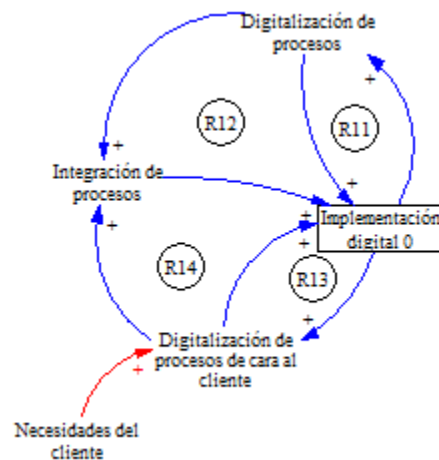 Digitalización de
procesos
+
R12
R11
+
+
Integración de
procesos
+
+
+
Implementación
digital 0
R14
R13
+
Digitalización de
procesos de cara al
cliente
+
Necesidades del
cliente